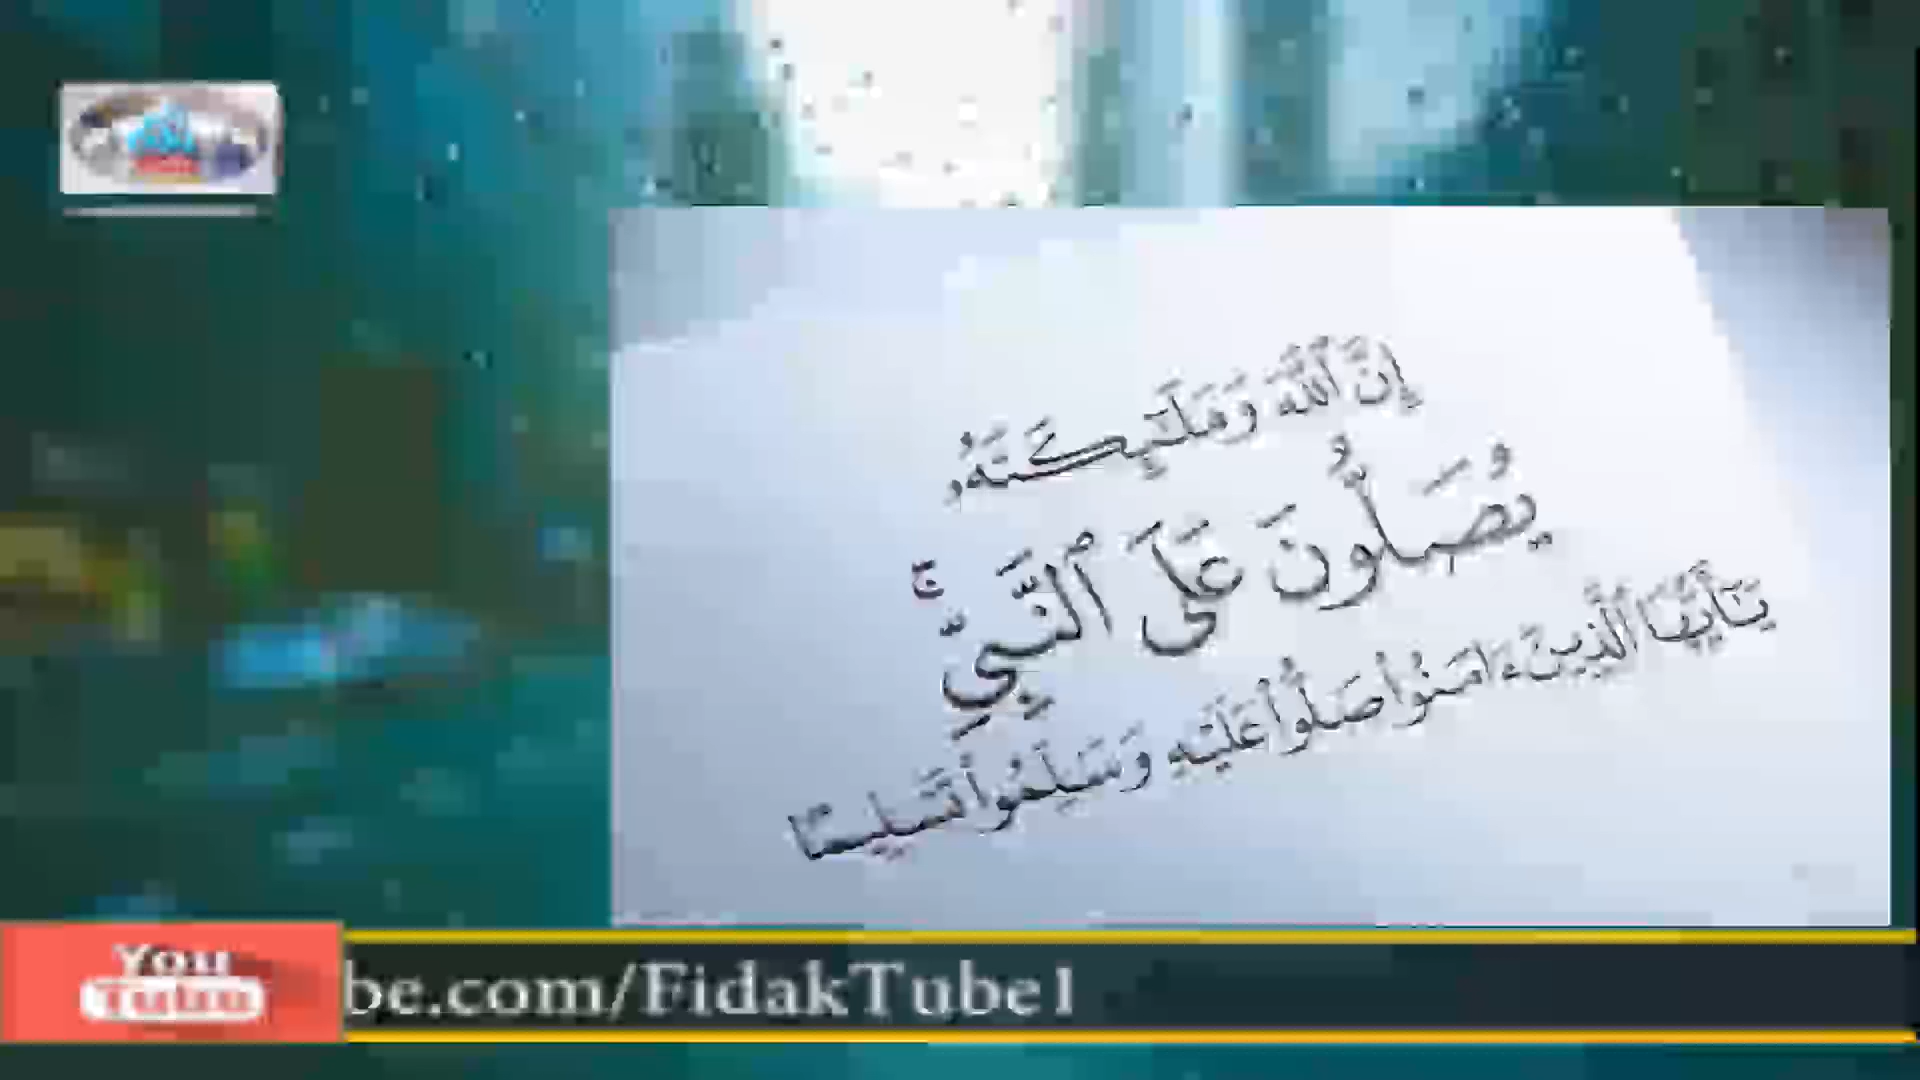 إِنَّ ٱللَّهَ وَمَلَـٰٓئِكَتَهُۥ
يُصَلُّونَ عَلَى ٱلنَّبِيِّ ۚ
يَـٰٓأَيُّهَا ٱلَّذِينَ ءَامَنُوا۟ صَلُّوا۟ عَلَيْهِ وَسَلِّمُوا۟ تَسْلِيمًا
You
Tube
be.com/FidakTube1